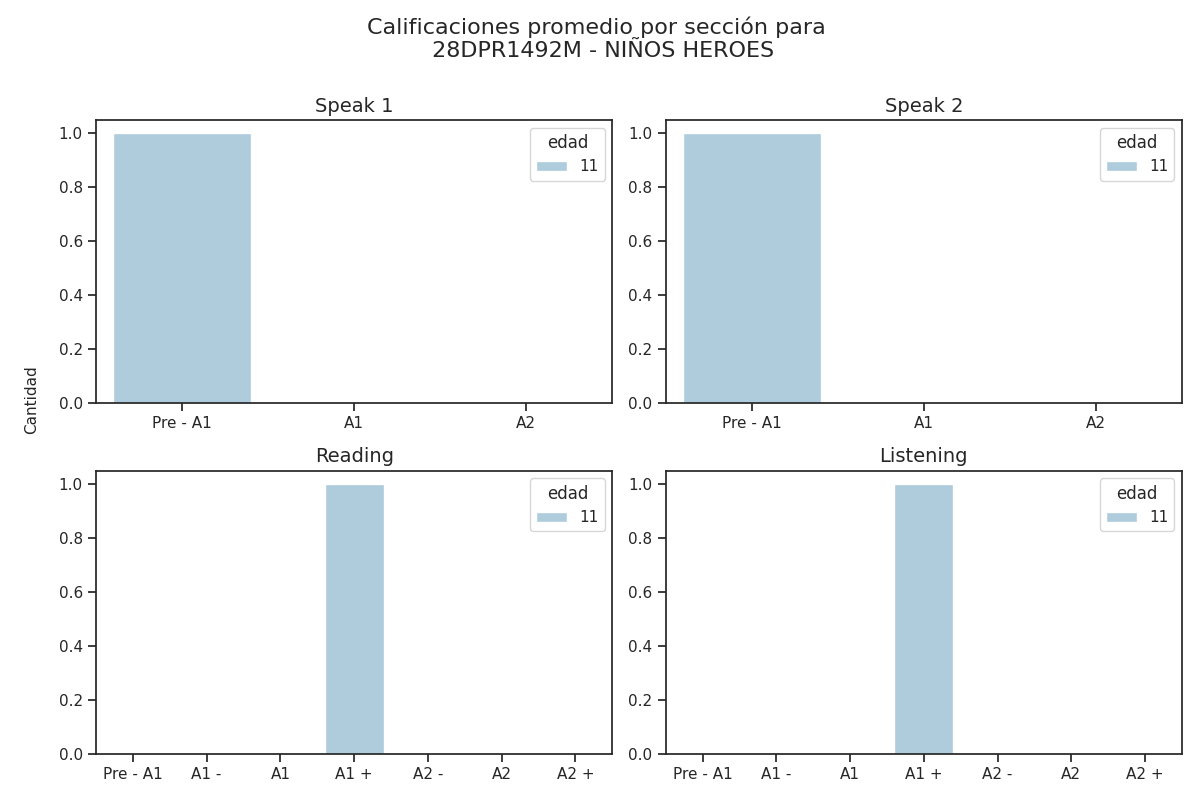 Calificaciones promedio por sección para
28DPR1492M - NIÑOS HEROES
Cantidad
Speak 1
1.0
0.8
0.6
0.4
0.2
0.0
edad
11
Pre - A1 A1 A2
Speak 2
1.0
0.8
0.6
0.4
0.2
0.0
edad
11
Pre - A1 A1 A2
Reading
1.0
0.8
0.6
0.4
0.2
0.0
edad
11
Pre - A1 A1 - A1 A1 + A2 - A2 A2 +
Listening
1.0
0.8
0.6
0.4
0.2
0.0
edad
11
Pre - A1 A1 - A1 A1 + A2 - A2 A2 +